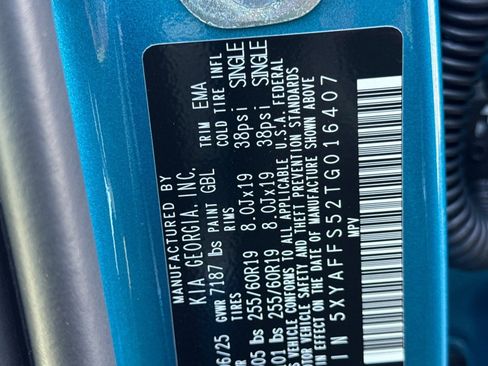 MANUFACTURED BY
KIA GEORGIA, INC.
PAINT GBL TRIM EMA
6/25 GVWR 7187 lbs
TIRES RIMS COLD TIRE INFL
05 lbs 255/60R19 8.0Jx19 38psi SINGLE
01 lbs 255/60R19 8.0Jx19 38psi SINGLE
VEHICLE CONFORMS TO ALL APPLICABLE U.S.A. FEDERAL
MOTOR VEHICLE SAFETY AND THEFT PREVENTION STANDARDS
IN EFFECT ON THE DATE OF MANUFACTURE SHOWN ABOVE
5XYAFFS52TG016407
MPV